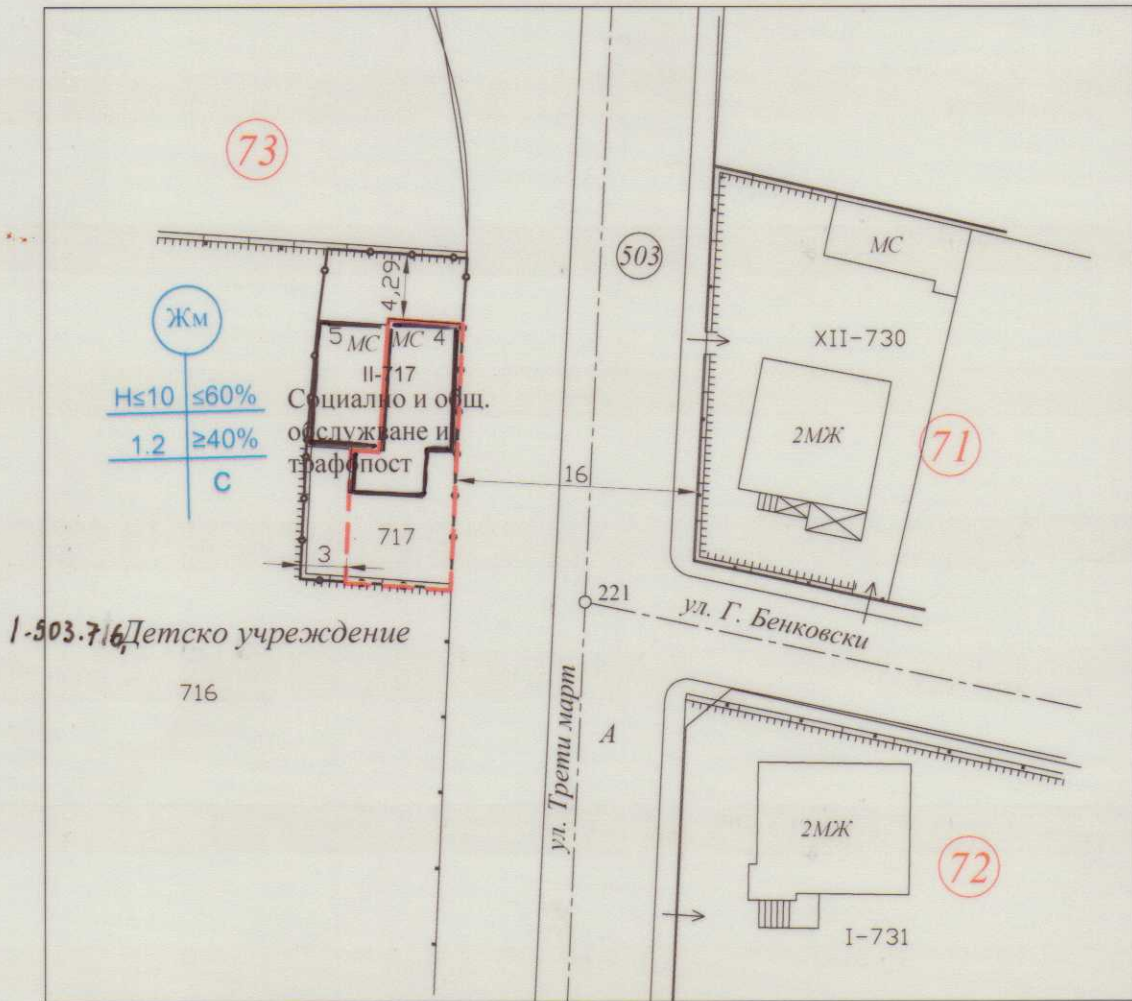 73
503
МС
4,29
Жм
5 МС МС 4
XII-730
II-717
H≤10 ≤60%
Социално и общ.
обслужване и
трафопост
1.2 ≥40%
С
2МЖ
71
16
717
3
221
ул. Г. Бенковски
I-503.716, Детско учреждение
716
ул. Трети март
А
2МЖ
72
I-731